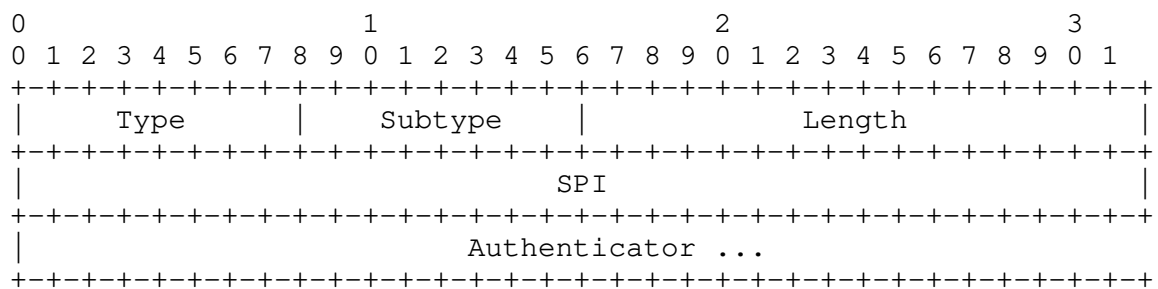 0                   1                   2                   3
0 1 2 3 4 5 6 7 8 9 0 1 2 3 4 5 6 7 8 9 0 1 2 3 4 5 6 7 8 9 0 1
+-+-+-+-+-+-+-+-+-+-+-+-+-+-+-+-+-+-+-+-+-+-+-+-+-+-+-+-+-+-+-+-+
|     Type      |    Subtype    |            Length             |
+-+-+-+-+-+-+-+-+-+-+-+-+-+-+-+-+-+-+-+-+-+-+-+-+-+-+-+-+-+-+-+-+
|                              SPI                              |
+-+-+-+-+-+-+-+-+-+-+-+-+-+-+-+-+-+-+-+-+-+-+-+-+-+-+-+-+-+-+-+-+
|                         Authenticator ...
+-+-+-+-+-+-+-+-+-+-+-+-+-+-+-+-+-+-+-+-+-+-+-+-+-+-+-+-+-+-+-+-+